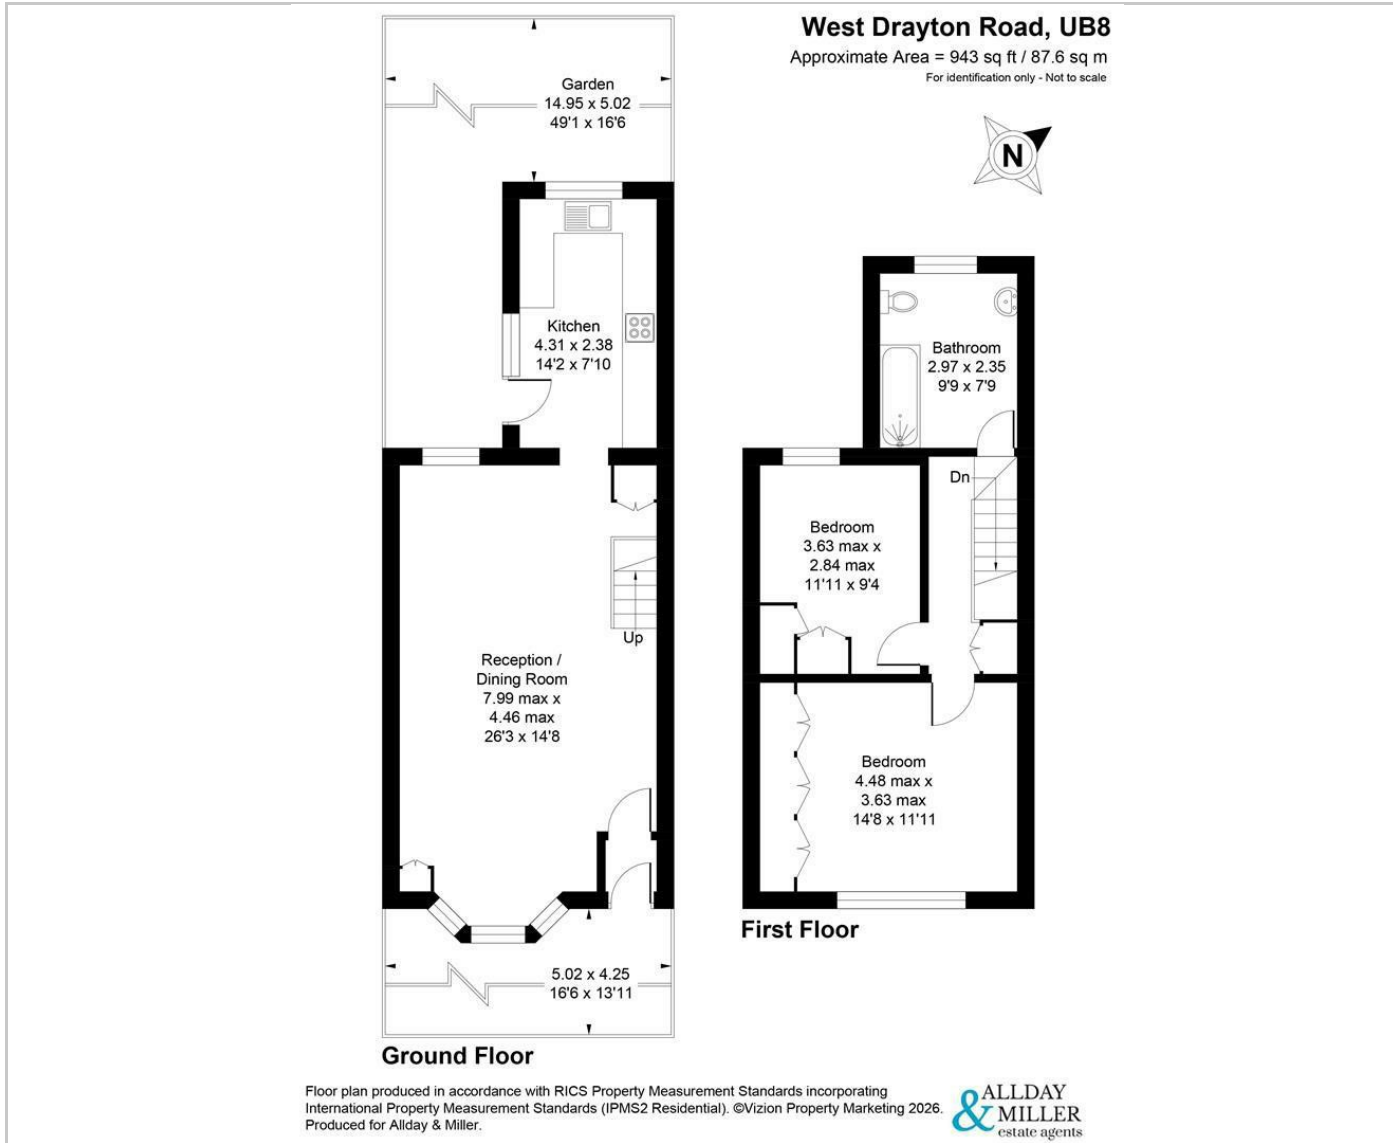 West Drayton Road, UB8
Approximate Area = 943 sq ft / 87.6 sq m
For identification only - Not to scale
N
Garden
14.95 x 5.02
49'1 x 16'6
Kitchen
4.31 x 2.38
14'2 x 7'10
Up
Reception /
Dining Room
7.99 max x
4.46 max
26'3 x 14'8
5.02 x 4.25
16'6 x 13'11
Ground Floor
Bathroom
2.97 x 2.35
9'9 x 7'9
Dn
Bedroom
3.63 max x
2.84 max
11'11 x 9'4
Bedroom
4.48 max x
3.63 max
14'8 x 11'11
First Floor
Floor plan produced in accordance with RICS Property Measurement Standards incorporating
International Property Measurement Standards (IPMS2 Residential). ©Vizion Property Marketing 2026.
Produced for Allday & Miller.
ALLDAY
& MILLER
estate agents